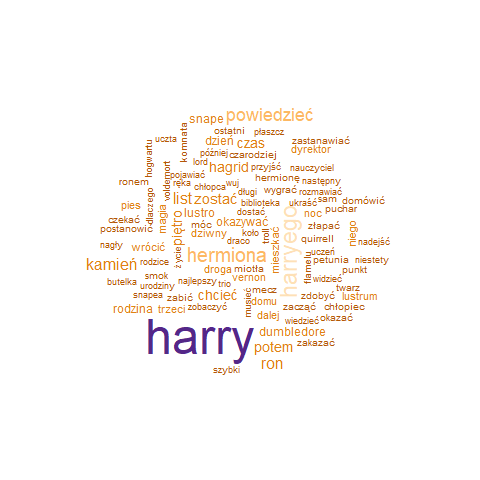 powiedzieć
snape
ostatni
płaszcz
komnata
uczta
hogwartu
dzień
czas
zastanawiać
dyrektor
później
czarodziej
lord
hagrid
przyjść
nauczyciel
voldemort
pojawiać
ronem
ręka
chłopca
wuj
hermionę
następny
dlaczego
długi
wygrać
rozmawiać
list
zostać
biblioteka
ukraść
sam
domówić
pies
magia
lustro
dostać
noc
puchar
czekać
postanowić
piętro
móc
okazywać
harryego
złapać
niego
dziwny
koło
troll
quirrell
nadejść
nagły
wrócić
draco
mieszkać
uczeń
życie
hermiona
flamelu
petunia
niestety
kamień
rodzice
droga
miotła
widzieć
punkt
smok
vernon
butelka
urodziny
najlepszy
trio
mecz
twarz
snapea
zabić
chcieć
domu
zdobyć
lustrum
rodzina
trzeci
zobaczyć
musieć
zacząć
chłopiec
dalej
wiedzieć
okazać
harry
dumbledore
potem
zakazać
ron
szybki